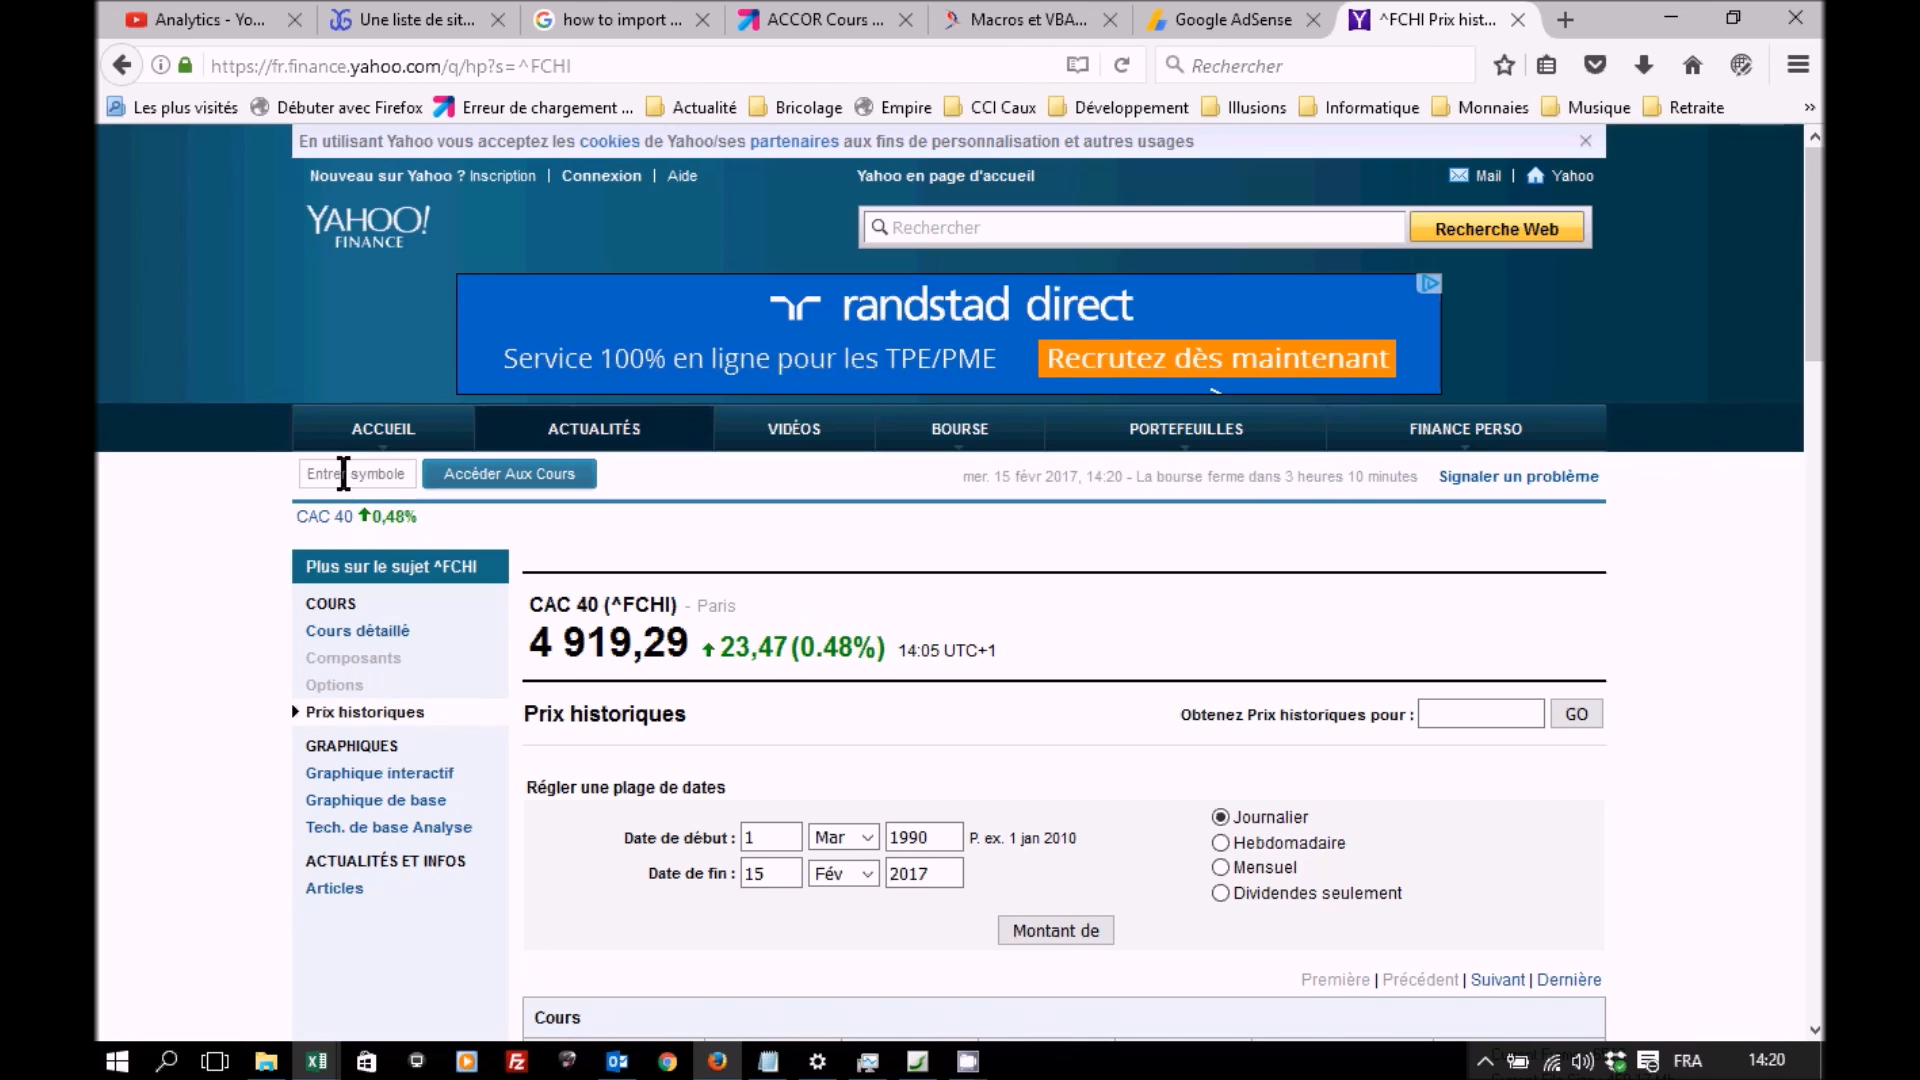 Analytics - Yo...
Une liste de sit...
how to import ...
ACCOR Cours ...
Macros et VBA...
Google AdSense
^FCHI Prix hist...
https://fr.finance.yahoo.com/q/hp?s=^FCHI
Rechercher
Les plus visités
Débuter avec Firefox
Erreur de chargement ...
Actualité
Bricolage
Empire
CCI Caux
Développement
Illusions
Informatique
Monnaies
Musique
Retraite
En utilisant Yahoo vous acceptez les cookies de Yahoo/ses partenaires aux fins de personnalisation et autres usages
Nouveau sur Yahoo ? Inscription | Connexion | Aide
Yahoo en page d'accueil
Mail | Yahoo
YAHOO!
FINANCE
Rechercher
Recherche Web
randstad direct
Service 100% en ligne pour les TPE/PME
Recrutez dès maintenant
ACCUEIL
ACTUALITÉS
VIDÉOS
BOURSE
PORTEFEUILLES
FINANCE PERSO
Entrer symbole
Accéder Aux Cours
mer. 15 févr 2017, 14:20 - La bourse ferme dans 3 heures 10 minutes
Signaler un problème
CAC 40 0,48%
Plus sur le sujet ^FCHI
COURS
Cours détaillé
Composants
Options
Prix historiques
GRAPHIQUES
Graphique interactif
Graphique de base
Tech. de base Analyse
ACTUALITÉS ET INFOS
Articles
CAC 40 (^FCHI) - Paris
4 919,29 23,47(0.48%) 14:05 UTC+1
Prix historiques
Obtenez Prix historiques pour :
GO
Régler une plage de dates
Date de début : 1 Mar 1990 P. ex. 1 jan 2010
Date de fin : 15 Fév 2017
Journalier
Hebdomadaire
Mensuel
Dividendes seulement
Montant de
Première | Précédent | Suivant | Dernière
Cours
FRA
14:20